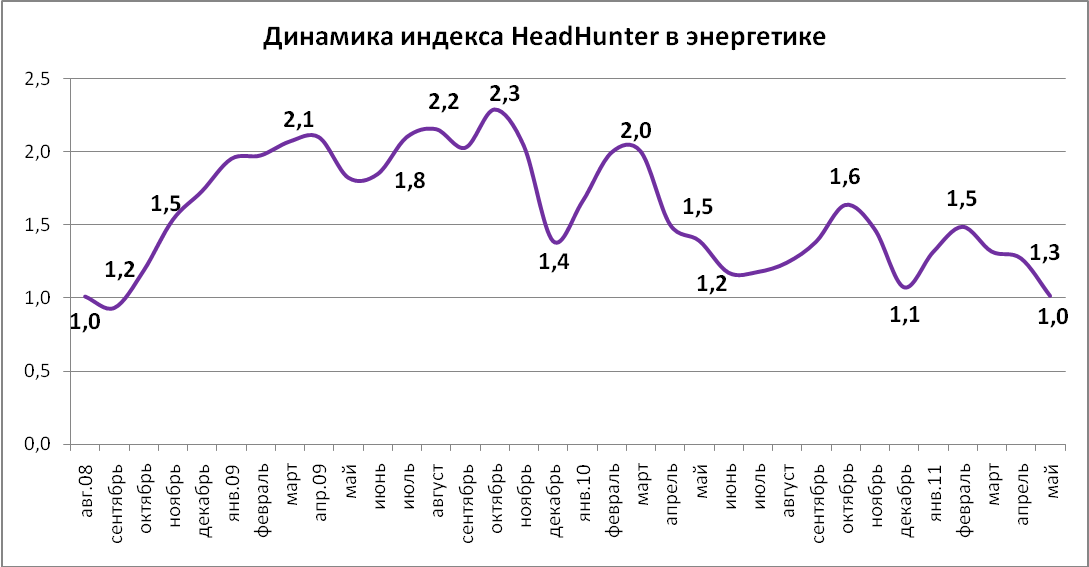 Динамика индекса HeadHunter в энергетике
2,5
2,0
1,5
1,0
0,5
0,0
1,0
1,2
1,5
2,1
1,8
2,2
2,3
1,4
2,0
1,5
1,2
1,6
1,1
1,5
1,3
1,0
авг.08
сентябрь
октябрь
ноябрь
декабрь
янв.09
февраль
март
апр.09
май
июнь
июль
август
сентябрь
октябрь
ноябрь
декабрь
янв.10
февраль
март
апрель
май
июнь
июль
август
сентябрь
октябрь
ноябрь
декабрь
янв.11
февраль
март
апрель
май